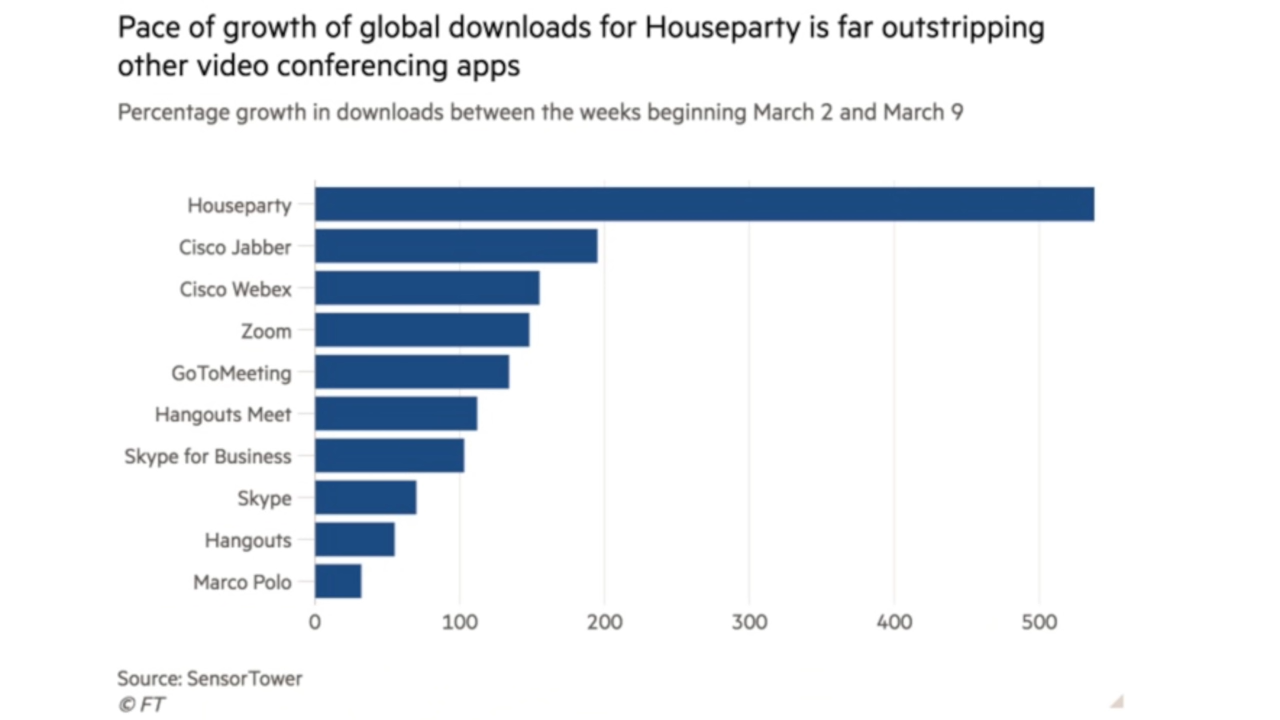 Pace of growth of global downloads for Houseparty is far outstripping
other video conferencing apps
Percentage growth in downloads between the weeks beginning March 2 and March 9
Houseparty
Cisco Jabber
Cisco Webex
Zoom
GoToMeeting
Hangouts Meet
Skype for Business
Skype
Hangouts
Marco Polo
0 100 200 300 400 500
Source: SensorTower
© FT